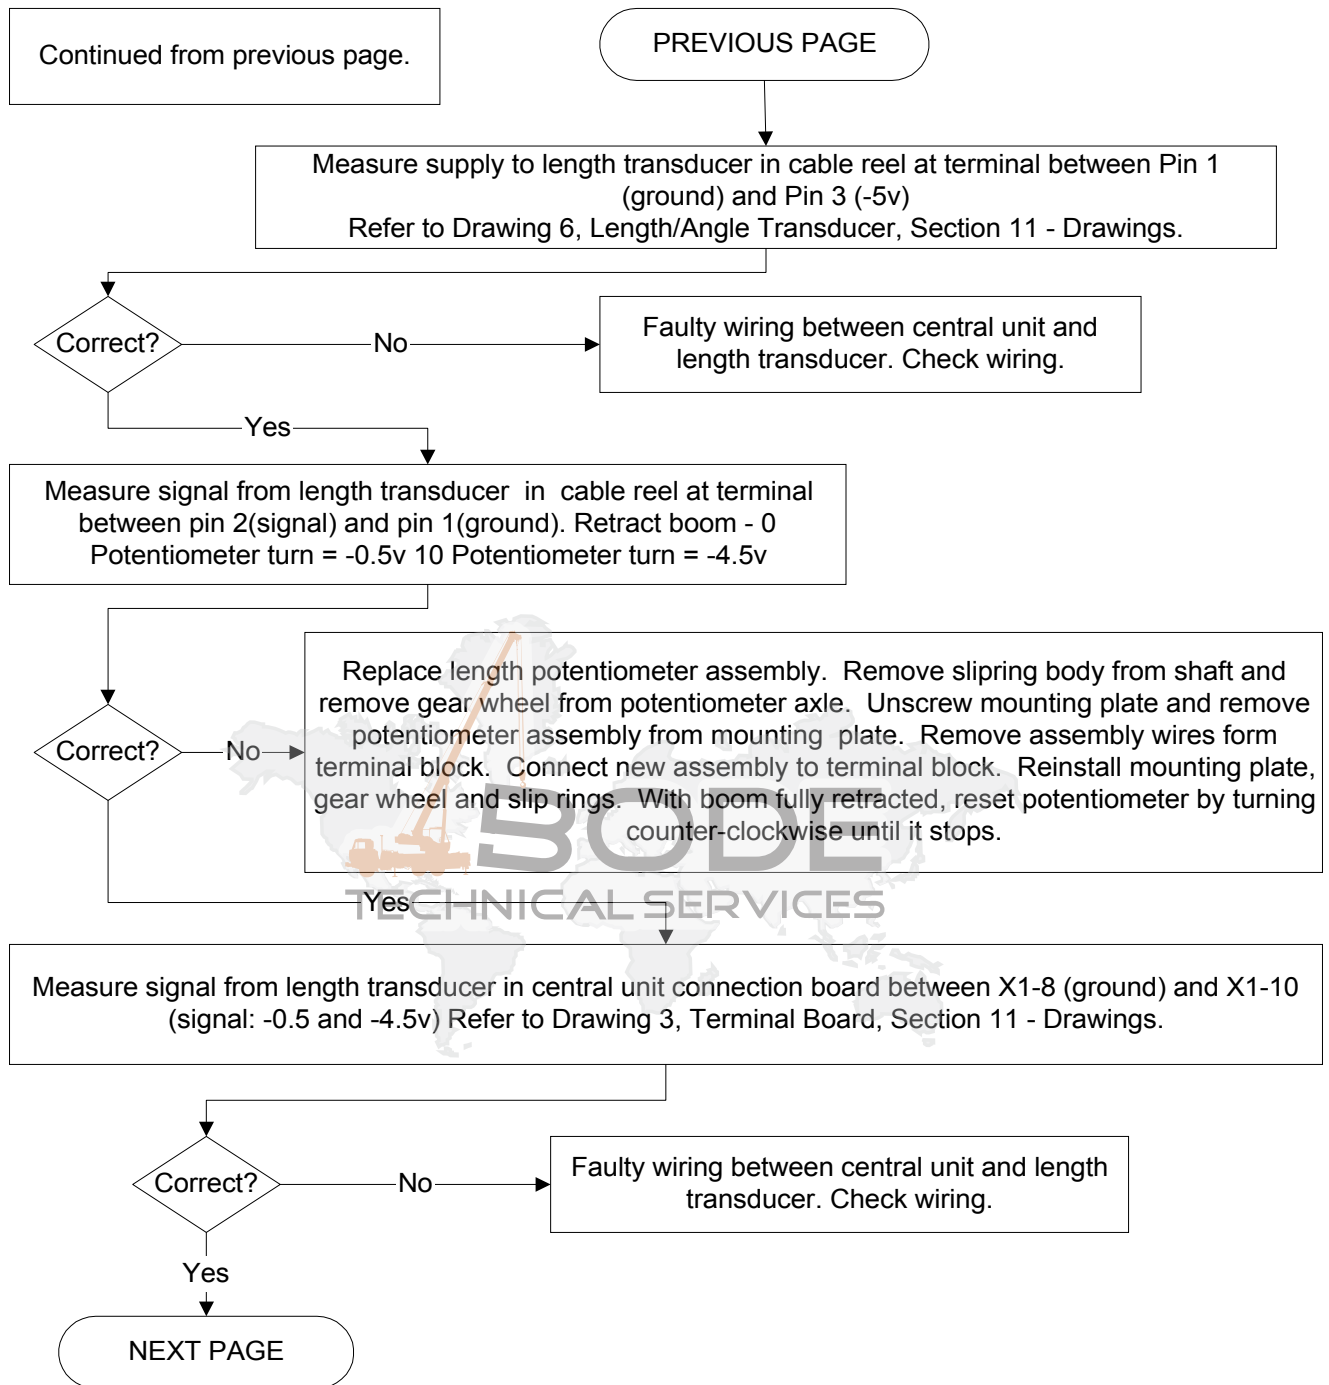 Continued from previous page.
PREVIOUS PAGE
Measure supply to length transducer in cable reel at terminal between Pin 1
(ground) and Pin 3 (-5v)
Refer to Drawing 6, Length/Angle Transducer, Section 11 - Drawings.
Correct?
No
Faulty wiring between central unit and
length transducer. Check wiring.
Yes
Measure signal from length transducer in cable reel at terminal
between pin 2(signal) and pin 1(ground). Retract boom - 0
Potentiometer turn = -0.5v 10 Potentiometer turn = -4.5v
Correct?
No
Replace length potentiometer assembly. Remove slipring body from shaft and
remove gear wheel from potentiometer axle. Unscrew mounting plate and remove
potentiometer assembly from mounting plate. Remove assembly wires form
terminal block. Connect new assembly to terminal block. Reinstall mounting plate,
gear wheel and slip rings. With boom fully retracted, reset potentiometer by turning
counter-clockwise until it stops.
BODE
TECHNICAL SERVICES
Yes
Measure signal from length transducer in central unit connection board between X1-8 (ground) and X1-10
(signal: -0.5 and -4.5v) Refer to Drawing 3, Terminal Board, Section 11 - Drawings.
Correct?
No
Faulty wiring between central unit and length
transducer. Check wiring.
Yes
NEXT PAGE